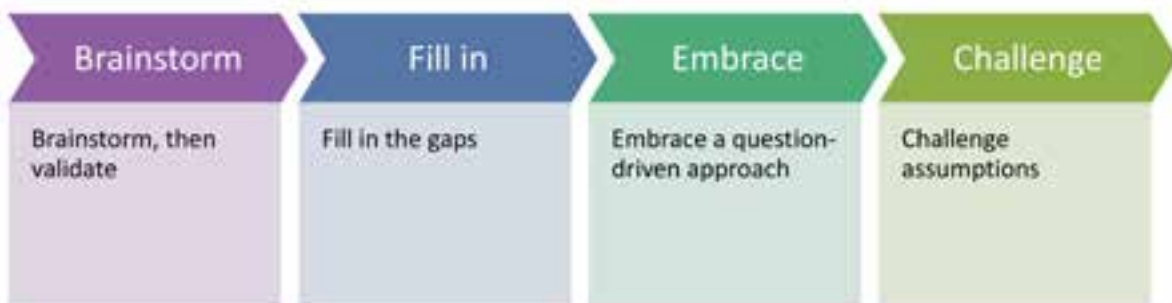 Brainstorm
Fill in
Embrace
Challenge
Brainstorm, then
validate
Fill in the gaps
Embrace a question-
driven approach
Challenge
assumptions